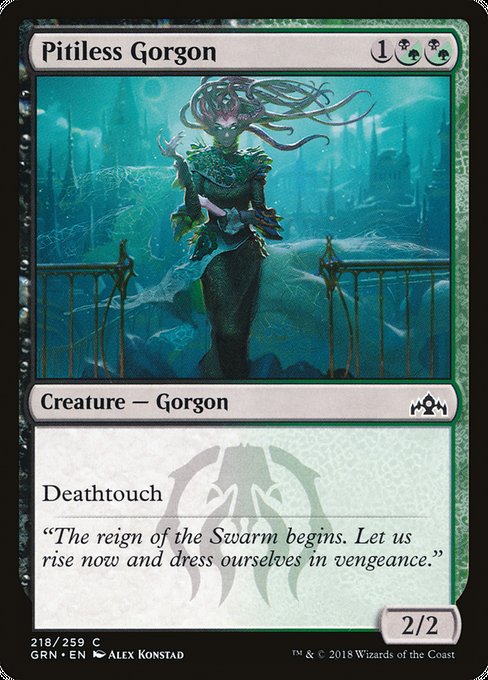 Pitiless Gorgon 1
Creature — Gorgon
Deathtouch
“The reign of the Swarm begins. Let us
rise now and dress ourselves in vengeance.”
2/2
218/259 C
GRN • EN Alex Konstad
™ & © 2018 Wizards of the Coast